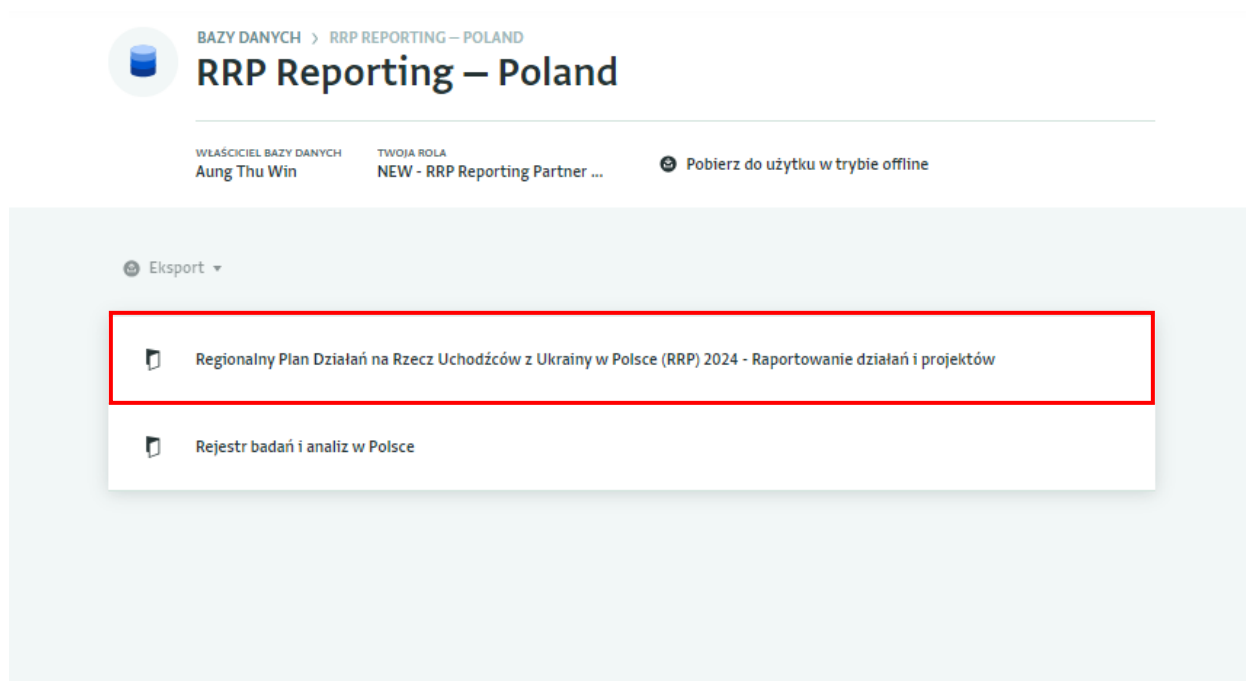 BAZY DANYCH > RRP REPORTING – POLAND
RRP Reporting – Poland
WŁAŚCICIEL BAZY DANYCH TWOJA ROLA
Aung Thu Win NEW - RRP Reporting Partner ... Pobierz do użytku w trybie offline
Eksport
Regionalny Plan Działań na Rzecz Uchodźców z Ukrainy w Polsce (RRP) 2024 - Raportowanie działań i projektów
Rejestr badań i analiz w Polsce